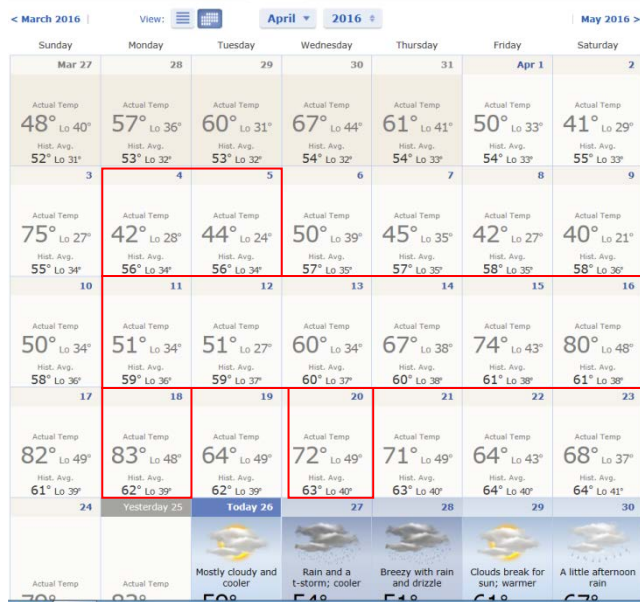 < March 2016 View: April 2016 May 2016 >
Sunday Monday Tuesday Wednesday Thursday Friday Saturday
Mar 27 28 29 30 31 Apr 1 2
Actual Temp Actual Temp Actual Temp Actual Temp Actual Temp Actual Temp Actual Temp
48° Lo 40° 57° Lo 36° 60° Lo 31° 67° Lo 44° 61° Lo 41° 50° Lo 33° 41° Lo 29°
Hist. Avg. Hist. Avg. Hist. Avg. Hist. Avg. Hist. Avg. Hist. Avg. Hist. Avg.
52° Lo 31° 53° Lo 32° 53° Lo 32° 54° Lo 32° 54° Lo 33° 54° Lo 33° 55° Lo 33°
3 4 5 6 7 8 9
Actual Temp Actual Temp Actual Temp Actual Temp Actual Temp Actual Temp Actual Temp
75° Lo 27° 42° Lo 28° 44° Lo 24° 50° Lo 39° 45° Lo 35° 42° Lo 27° 40° Lo 21°
Hist. Avg. Hist. Avg. Hist. Avg. Hist. Avg. Hist. Avg. Hist. Avg. Hist. Avg.
55° Lo 34° 56° Lo 34° 56° Lo 34° 57° Lo 35° 57° Lo 35° 58° Lo 35° 58° Lo 36°
10 11 12 13 14 15 16
Actual Temp Actual Temp Actual Temp Actual Temp Actual Temp Actual Temp Actual Temp
50° Lo 34° 51° Lo 34° 51° Lo 27° 60° Lo 34° 67° Lo 38° 74° Lo 43° 80° Lo 48°
Hist. Avg. Hist. Avg. Hist. Avg. Hist. Avg. Hist. Avg. Hist. Avg. Hist. Avg.
58° Lo 36° 59° Lo 36° 59° Lo 37° 60° Lo 37° 60° Lo 38° 61° Lo 38° 61° Lo 38°
17 18 19 20 21 22 23
Actual Temp Actual Temp Actual Temp Actual Temp Actual Temp Actual Temp Actual Temp
82° Lo 49° 83° Lo 48° 64° Lo 49° 72° Lo 49° 71° Lo 49° 64° Lo 43° 68° Lo 37°
Hist. Avg. Hist. Avg. Hist. Avg. Hist. Avg. Hist. Avg. Hist. Avg. Hist. Avg.
61° Lo 39° 62° Lo 39° 62° Lo 39° 63° Lo 40° 63° Lo 40° 64° Lo 40° 64° Lo 41°
24 Yesterday 25 Today 26 27 28 29 30
Mostly cloudy and Rain and a Breezy with rain Clouds break for A little afternoon
Actual Temp Actual Temp cooler t-storm; cooler and drizzle sun; warmer rain